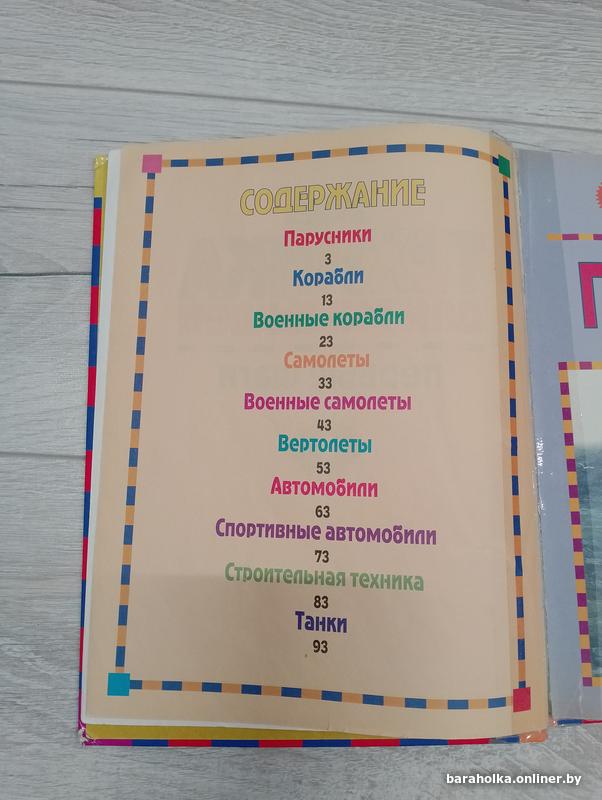 СОДЕРЖАНИЕ
Парусники
3
Корабли
13
Военные корабли
23
Самолеты
33
Военные самолеты
43
Вертолеты
53
Автомобили
63
Спортивные автомобили
73
Строительная техника
83
Танки
93
П
baraholka.onliner.by